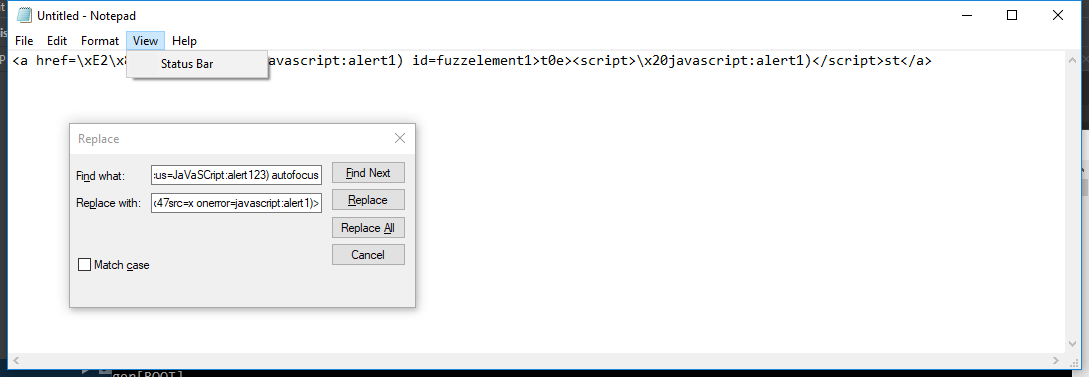 Untitled - Notepad
File Edit Format View Help
<a href=\xE2\x avascript:alert1) id=fuzzelement1>t0e><script>\x20javascript:alert1)</script>st</a>
Status Bar
Replace
Find what: :us=JaVaSCript:alert123) autofocus Find Next
Replace with: x47src=x onerror=javascript:alert1)> Replace
Replace All
Cancel
Match case